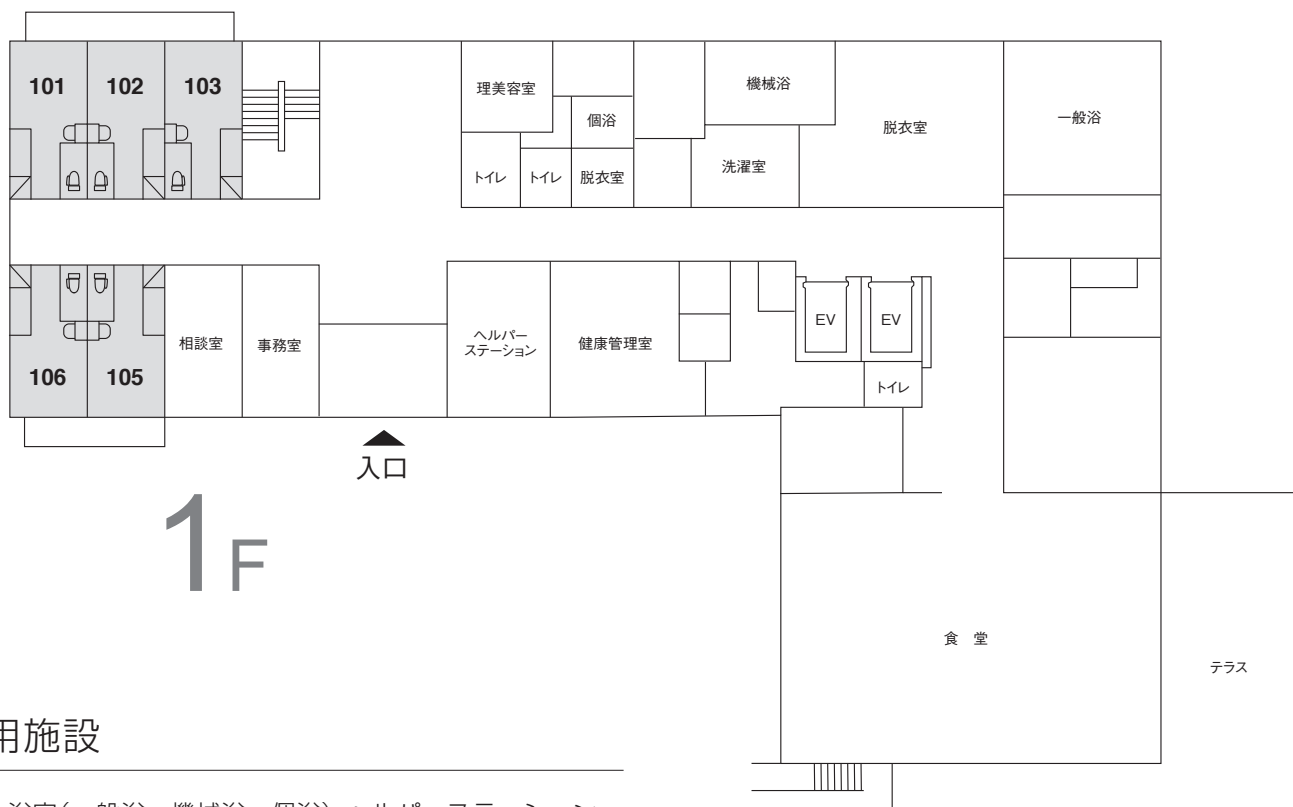 101
102
103
理美容室
個浴
トイレ
トイレ
脱衣室
機械浴
洗濯室
脱衣室
一般浴
106
105
相談室
事務室
ヘルパー
ステーション
健康管理室
EV
EV
トイレ
入口
1F
食 堂
テラス
用施設